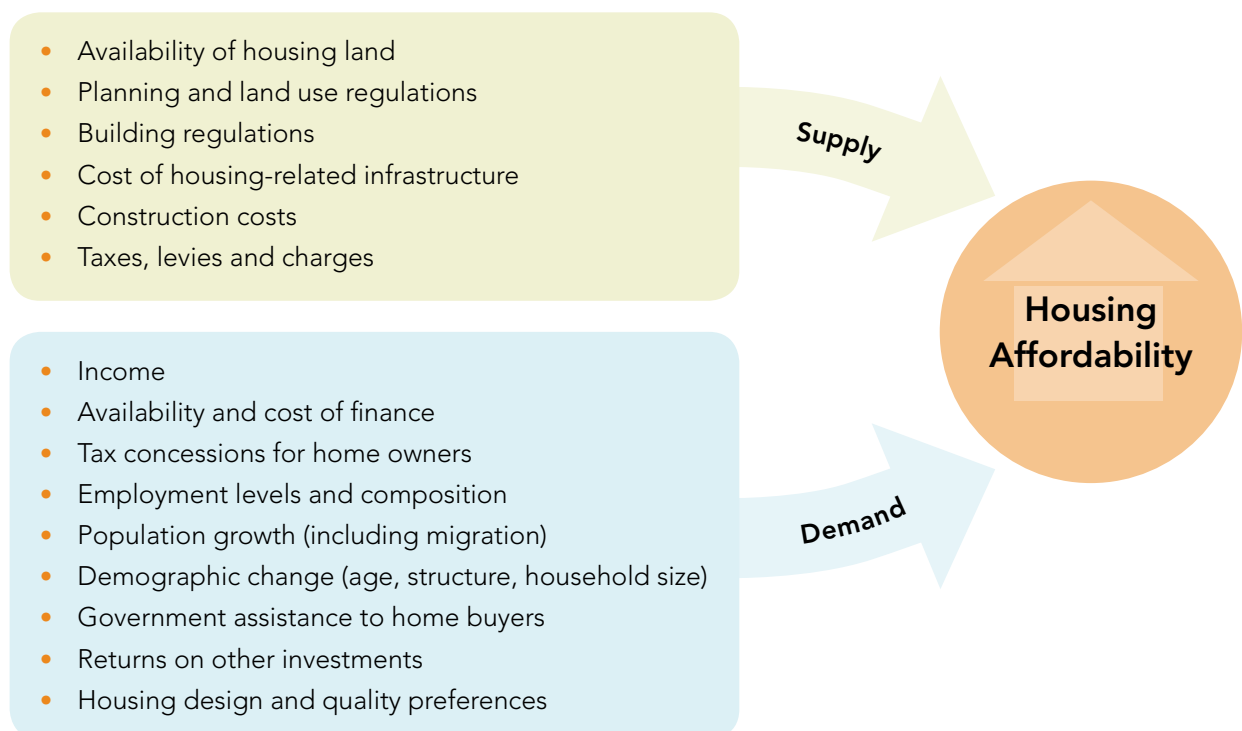 • Availability of housing land
• Planning and land use regulations
• Building regulations
• Cost of housing-related infrastructure
• Construction costs
• Taxes, levies and charges
Supply
Housing
Affordability
• Income
• Availability and cost of finance
• Tax concessions for home owners
• Employment levels and composition
• Population growth (including migration)
• Demographic change (age, structure, household size)
• Government assistance to home buyers
• Returns on other investments
• Housing design and quality preferences
Demand